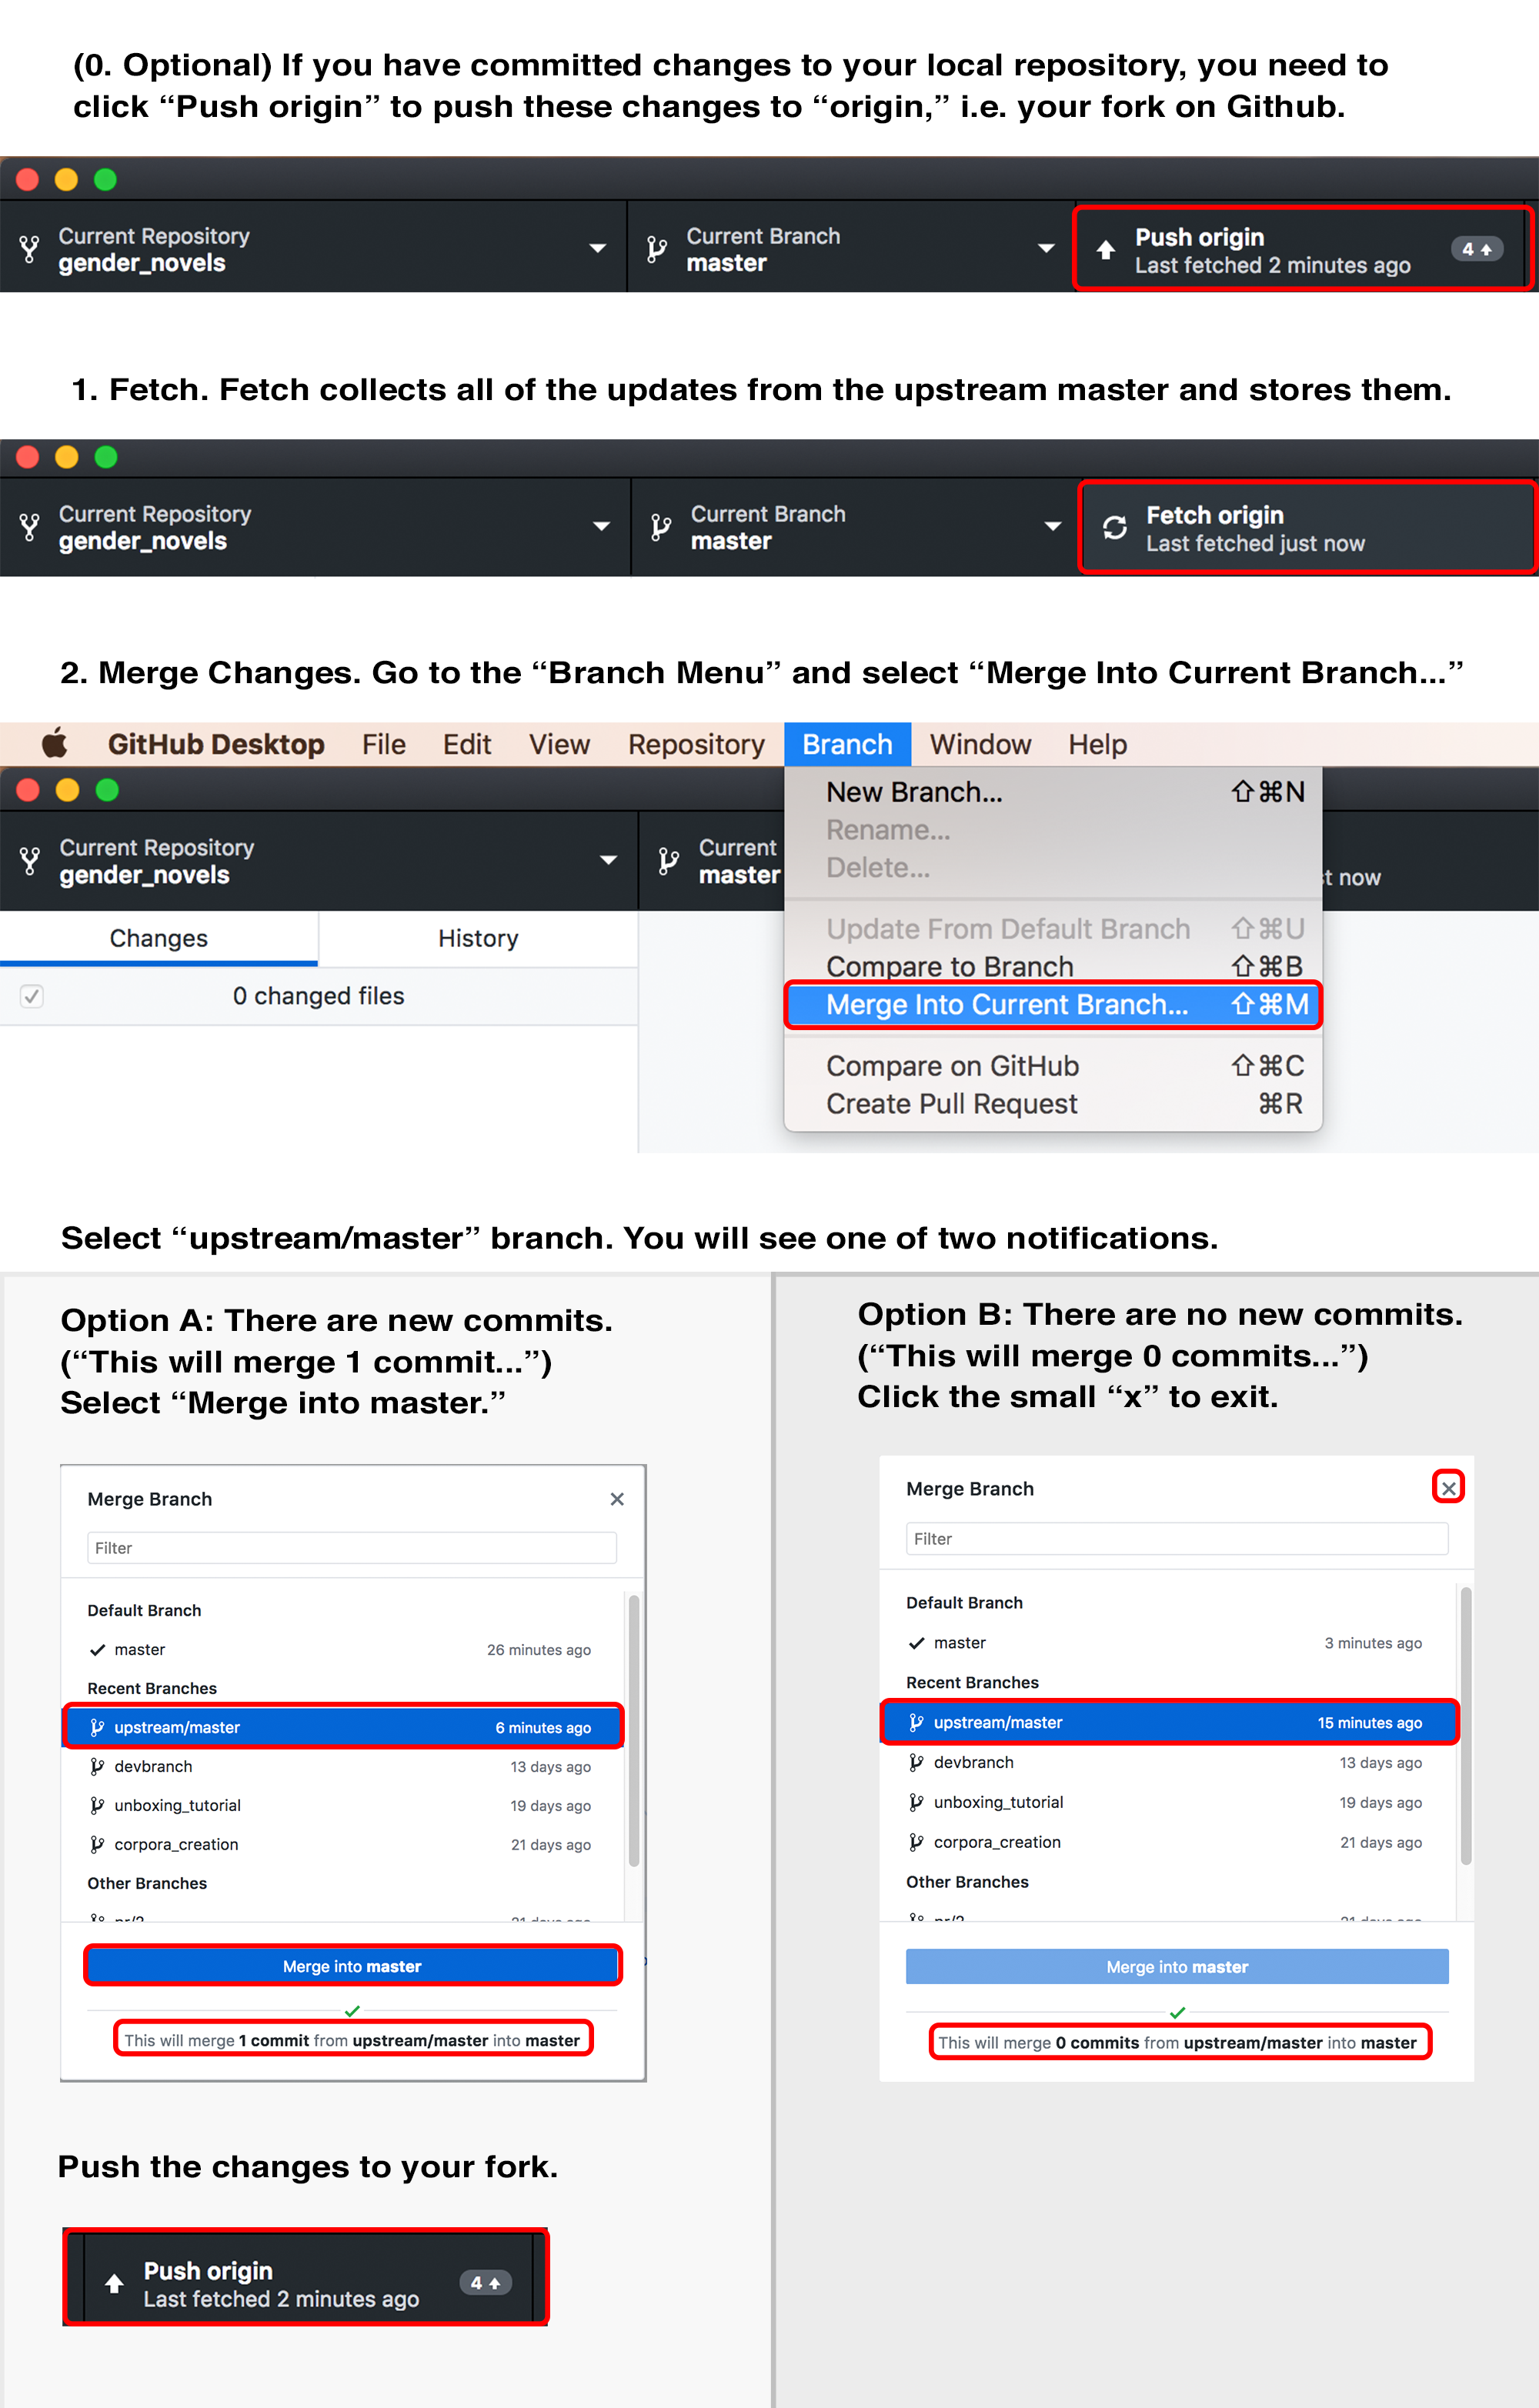 (0. Optional) If you have committed changes to your local repository, you need to
click “Push origin” to push these changes to “origin,” i.e. your fork on Github.
Current Repository
gender_novels
Current Branch
master
Push origin
Last fetched 2 minutes ago
4
1. Fetch. Fetch collects all of the updates from the upstream master and stores them.
Current Repository
gender_novels
Current Branch
master
Fetch origin
Last fetched just now
2. Merge Changes. Go to the “Branch Menu” and select “Merge Into Current Branch...”
GitHub Desktop File Edit View Repository Branch Window Help
Current Repository
gender_novels
Current
master
t now
Changes
History
0 changed files
New Branch... ⇧⌘N
Rename...
Delete...
Update From Default Branch ⇧⌘U
Compare to Branch ⇧⌘B
Merge Into Current Branch... ⇧⌘M
Compare on GitHub ⇧⌘C
Create Pull Request ⌘R
Select “upstream/master” branch. You will see one of two notifications.
Option A: There are new commits.
(“This will merge 1 commit...”)
Select “Merge into master.”
Merge Branch
Filter
Default Branch
master 26 minutes ago
Recent Branches
upstream/master 6 minutes ago
devbranch 13 days ago
unboxing_tutorial 19 days ago
corpora_creation 21 days ago
Other Branches
Merge into master
This will merge 1 commit from upstream/master into master
Push the changes to your fork.
Push origin
Last fetched 2 minutes ago
4
Option B: There are no new commits.
(“This will merge 0 commits...”)
Click the small “x” to exit.
Merge Branch
Filter
Default Branch
master 3 minutes ago
Recent Branches
upstream/master 15 minutes ago
devbranch 13 days ago
unboxing_tutorial 19 days ago
corpora_creation 21 days ago
Other Branches
Merge into master
This will merge 0 commits from upstream/master into master